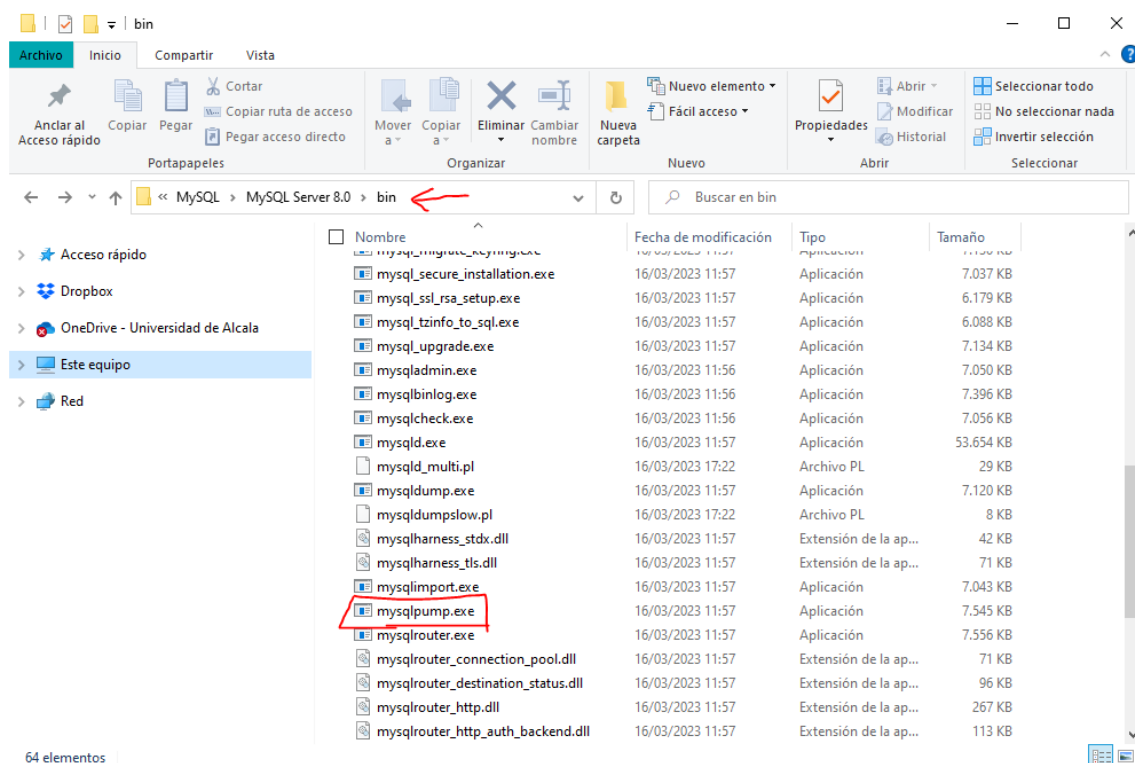 bin
Archivo Inicio Compartir Vista
Anclar al
Acceso rápido
Copiar
Pegar
Cortar
Copiar ruta de acceso
Pegar acceso directo
Portapapeles
Mover
a
Copiar
a
Eliminar
Cambiar
nombre
Organizar
Nueva
carpeta
Nuevo elemento
Fácil acceso
Nuevo
Propiedades
Abrir
Modificar
Historial
Abrir
Seleccionar todo
No seleccionar nada
Invertir selección
Seleccionar
« MySQL > MySQL Server 8.0 > bin
Buscar en bin
Acceso rápido
Dropbox
OneDrive - Universidad de Alcala
Este equipo
Red
Nombre Fecha de modificación Tipo Tamaño
mysql_migrate_keyring.exe 16/03/2023 11:57 Aplicación 7.130 KB
mysql_secure_installation.exe 16/03/2023 11:57 Aplicación 7.037 KB
mysql_ssl_rsa_setup.exe 16/03/2023 11:57 Aplicación 6.179 KB
mysql_tzinfo_to_sql.exe 16/03/2023 11:57 Aplicación 6.088 KB
mysql_upgrade.exe 16/03/2023 11:57 Aplicación 7.134 KB
mysqladmin.exe 16/03/2023 11:56 Aplicación 7.050 KB
mysqlbinlog.exe 16/03/2023 11:56 Aplicación 7.396 KB
mysqlcheck.exe 16/03/2023 11:56 Aplicación 7.056 KB
mysqld.exe 16/03/2023 11:57 Aplicación 53.654 KB
mysqld_multi.pl 16/03/2023 17:22 Archivo PL 29 KB
mysqldump.exe 16/03/2023 11:57 Aplicación 7.120 KB
mysqldumpslow.pl 16/03/2023 17:22 Archivo PL 8 KB
mysqlharness_stdx.dll 16/03/2023 11:57 Extensión de la ap... 42 KB
mysqlharness_tls.dll 16/03/2023 11:57 Extensión de la ap... 71 KB
mysqlimport.exe 16/03/2023 11:57 Aplicación 7.043 KB
mysqlpump.exe 16/03/2023 11:57 Aplicación 7.545 KB
mysqlrouter.exe 16/03/2023 11:57 Aplicación 7.556 KB
mysqlrouter_connection_pool.dll 16/03/2023 11:57 Extensión de la ap... 71 KB
mysqlrouter_destination_status.dll 16/03/2023 11:57 Extensión de la ap... 96 KB
mysqlrouter_http.dll 16/03/2023 11:57 Extensión de la ap... 267 KB
mysqlrouter_http_auth_backend.dll 16/03/2023 11:57 Extensión de la ap... 113 KB
64 elementos